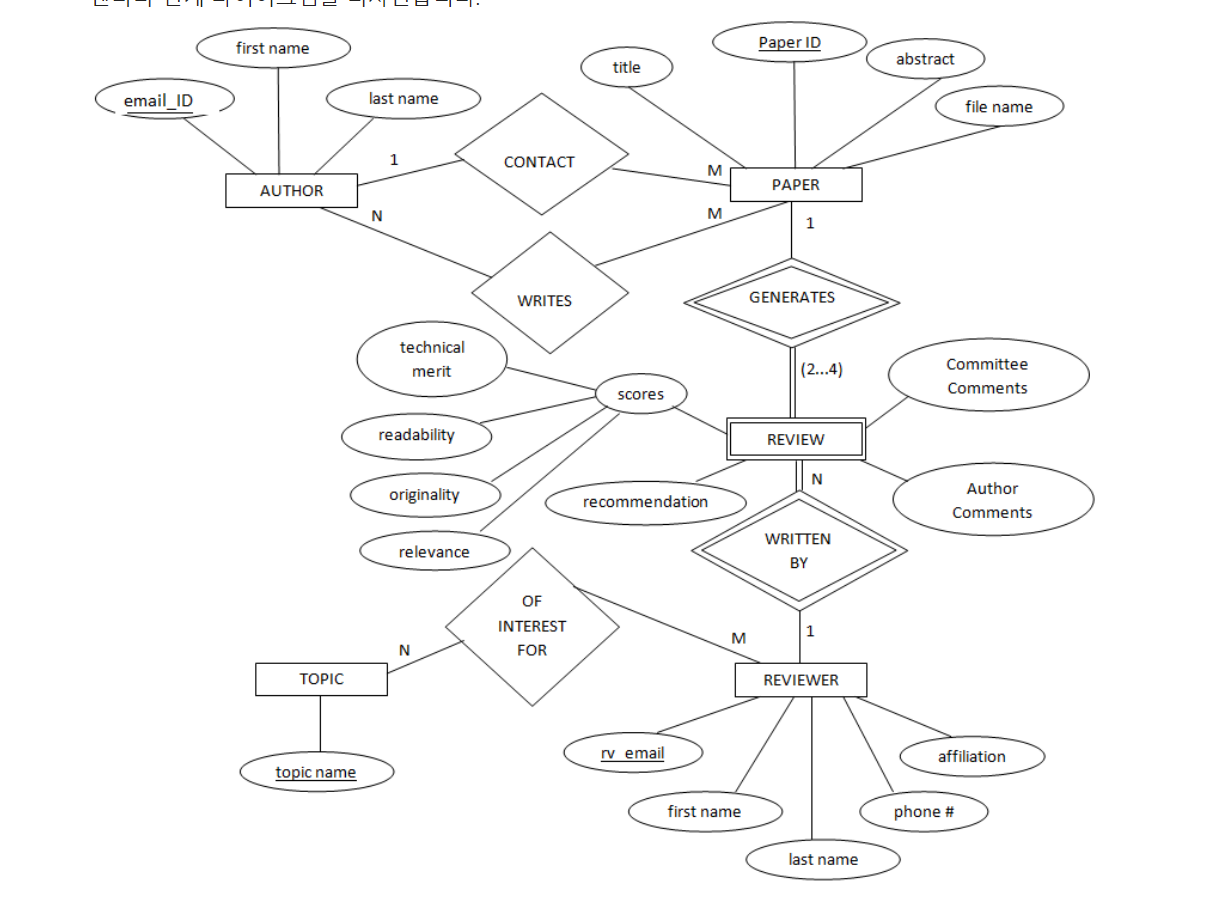 first name
Paper ID
title
abstract
email_ID
last name
file name
1
CONTACT
M
AUTHOR
PAPER
N
M
1
WRITES
GENERATES
technical
merit
(2...4)
Committee
Comments
scores
readability
REVIEW
N
originality
recommendation
Author
Comments
relevance
WRITTEN
BY
OF
INTEREST
FOR
N
M
1
TOPIC
REVIEWER
topic name
rv_email
affiliation
first name
phone #
last name